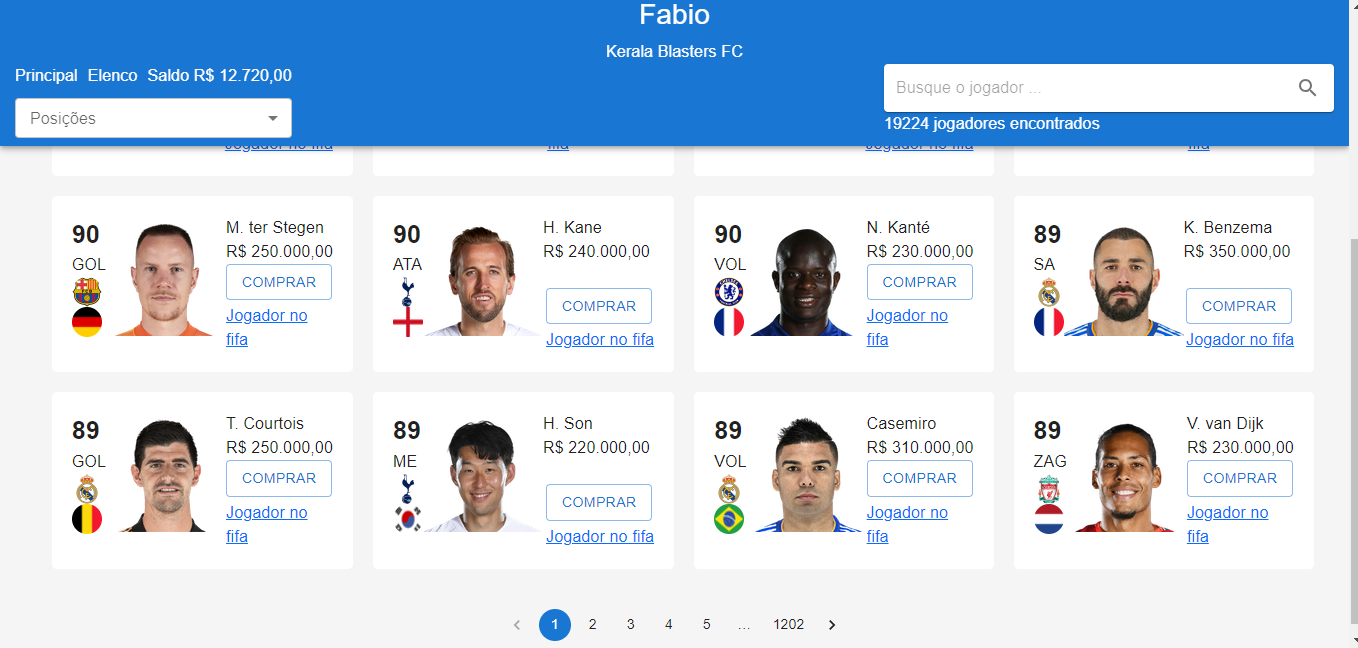 Fabio
Kerala Blasters FC
Principal Elenco Saldo R$ 12.720,00
Posições
Busque o jogador ...
19224 jogadores encontrados
Jogador no fifa
fifa
Jogador no fifa
fifa
90
GOL
M. ter Stegen
R$ 250.000,00
COMPRAR
Jogador no
fifa
90
ATA
H. Kane
R$ 240.000,00
COMPRAR
Jogador no fifa
90
VOL
N. Kanté
R$ 230.000,00
COMPRAR
Jogador no
fifa
89
SA
K. Benzema
R$ 350.000,00
COMPRAR
Jogador no fifa
89
GOL
T. Courtois
R$ 250.000,00
COMPRAR
Jogador no
fifa
89
ME
H. Son
R$ 220.000,00
COMPRAR
Jogador no fifa
89
VOL
Casemiro
R$ 310.000,00
COMPRAR
Jogador no
fifa
89
ZAG
V. van Dijk
R$ 230.000,00
COMPRAR
Jogador no
fifa
1 2 3 4 5 ... 1202